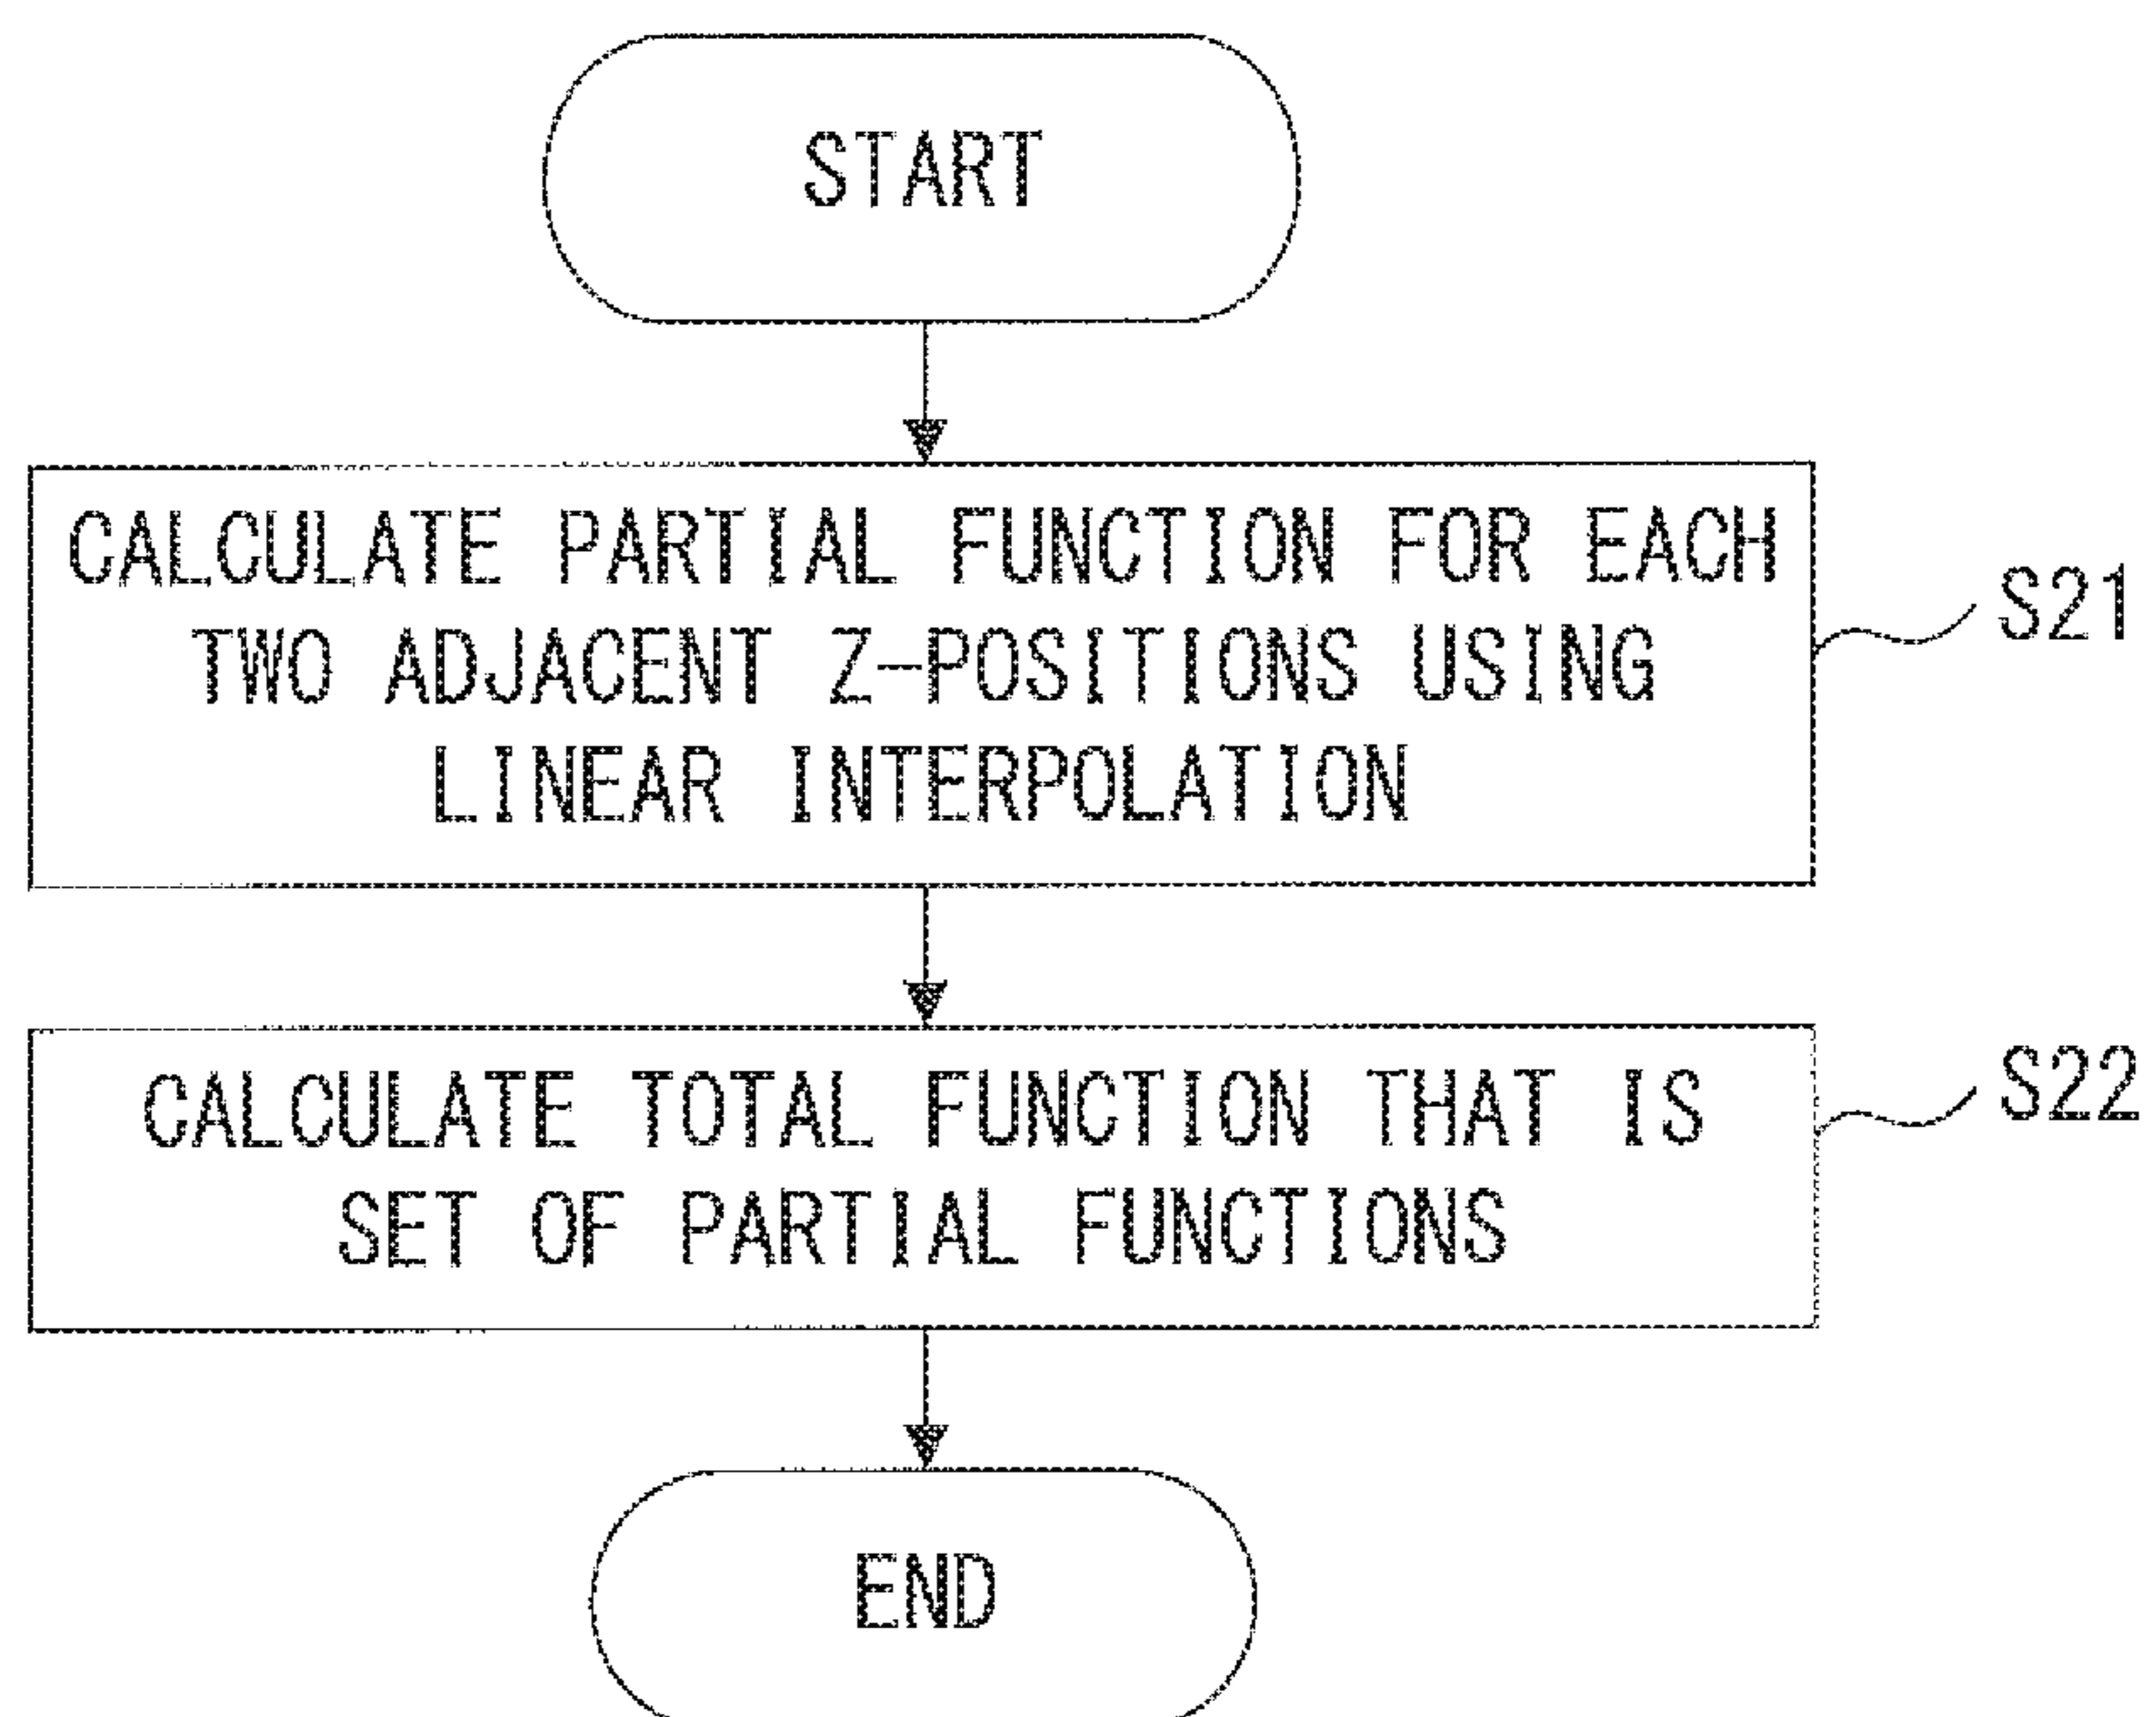 START
CALCULATE PARTIAL FUNCTION FOR EACH
TWO ADJACENT Z-POSITIONS USING
LINEAR INTERPOLATION
S21
CALCULATE TOTAL FUNCTION THAT IS
SET OF PARTIAL FUNCTIONS
S22
END